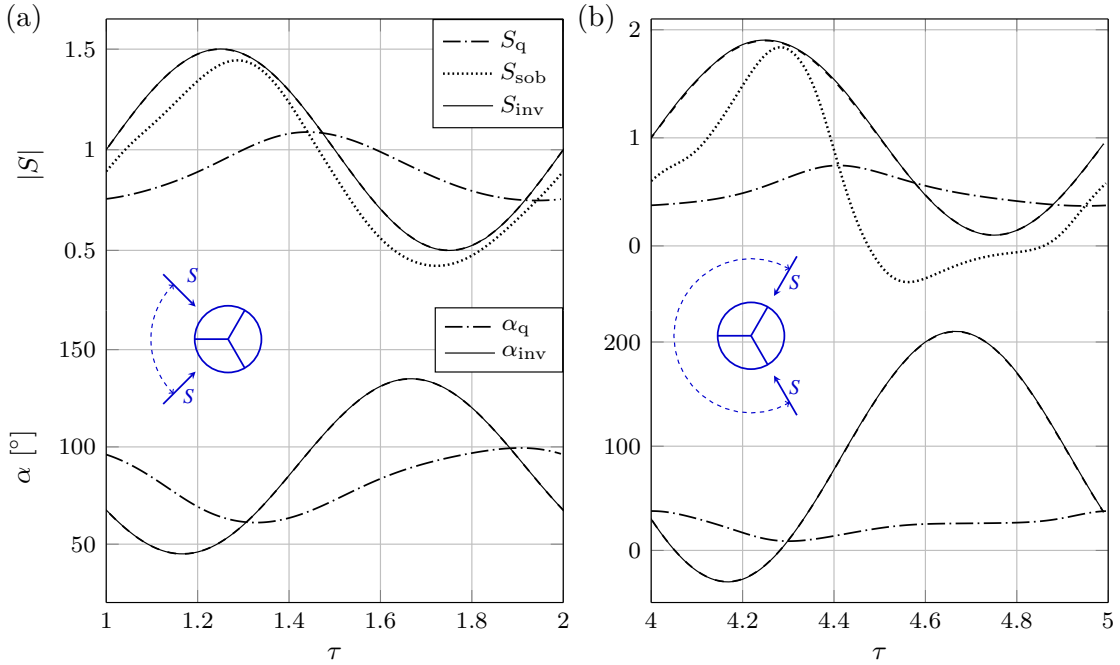 (a)
1.5
1
0.5
|S|
S_q
S_sob
S_inv
S
S
150
100
50
α [°]
α_q
α_inv
1
1.2
1.4
1.6
1.8
2
τ
(b)
2
1
0
S
S
200
100
0
4
4.2
4.4
4.6
4.8
5
τ